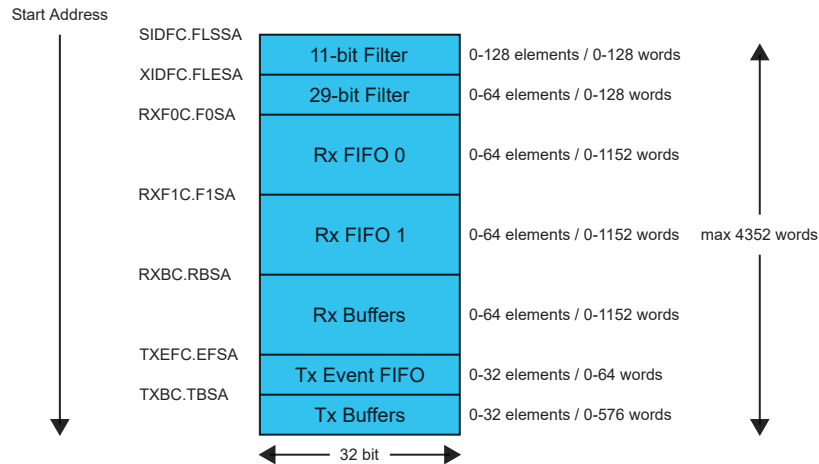 Start Address
SIDFC.FLSSA
11-bit Filter
0-128 elements / 0-128 words
XIDFC.FLESA
29-bit Filter
0-64 elements / 0-128 words
RXF0C.F0SA
Rx FIFO 0
0-64 elements / 0-1152 words
RXF1C.F1SA
Rx FIFO 1
0-64 elements / 0-1152 words
max 4352 words
RXBC.RBSA
Rx Buffers
0-64 elements / 0-1152 words
TXEFC.EFSA
Tx Event FIFO
0-32 elements / 0-64 words
TXBC.TBSA
Tx Buffers
0-32 elements / 0-576 words
32 bit